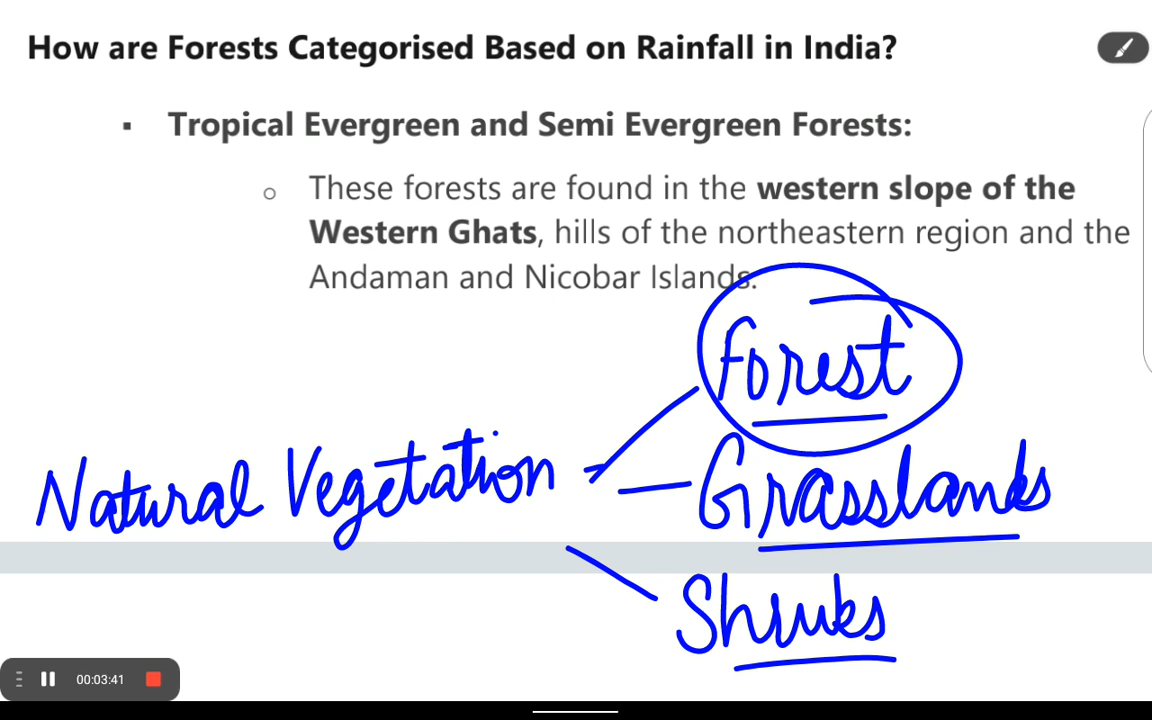 How are Forests Categorised Based on Rainfall in India?
▪ Tropical Evergreen and Semi Evergreen Forests:
o These forests are found in the western slope of the
Western Ghats, hills of the northeastern region and the
Andaman and Nicobar Islands.
Forest
Natural Vegetation
Grasslands
Shrubs
00:03:41